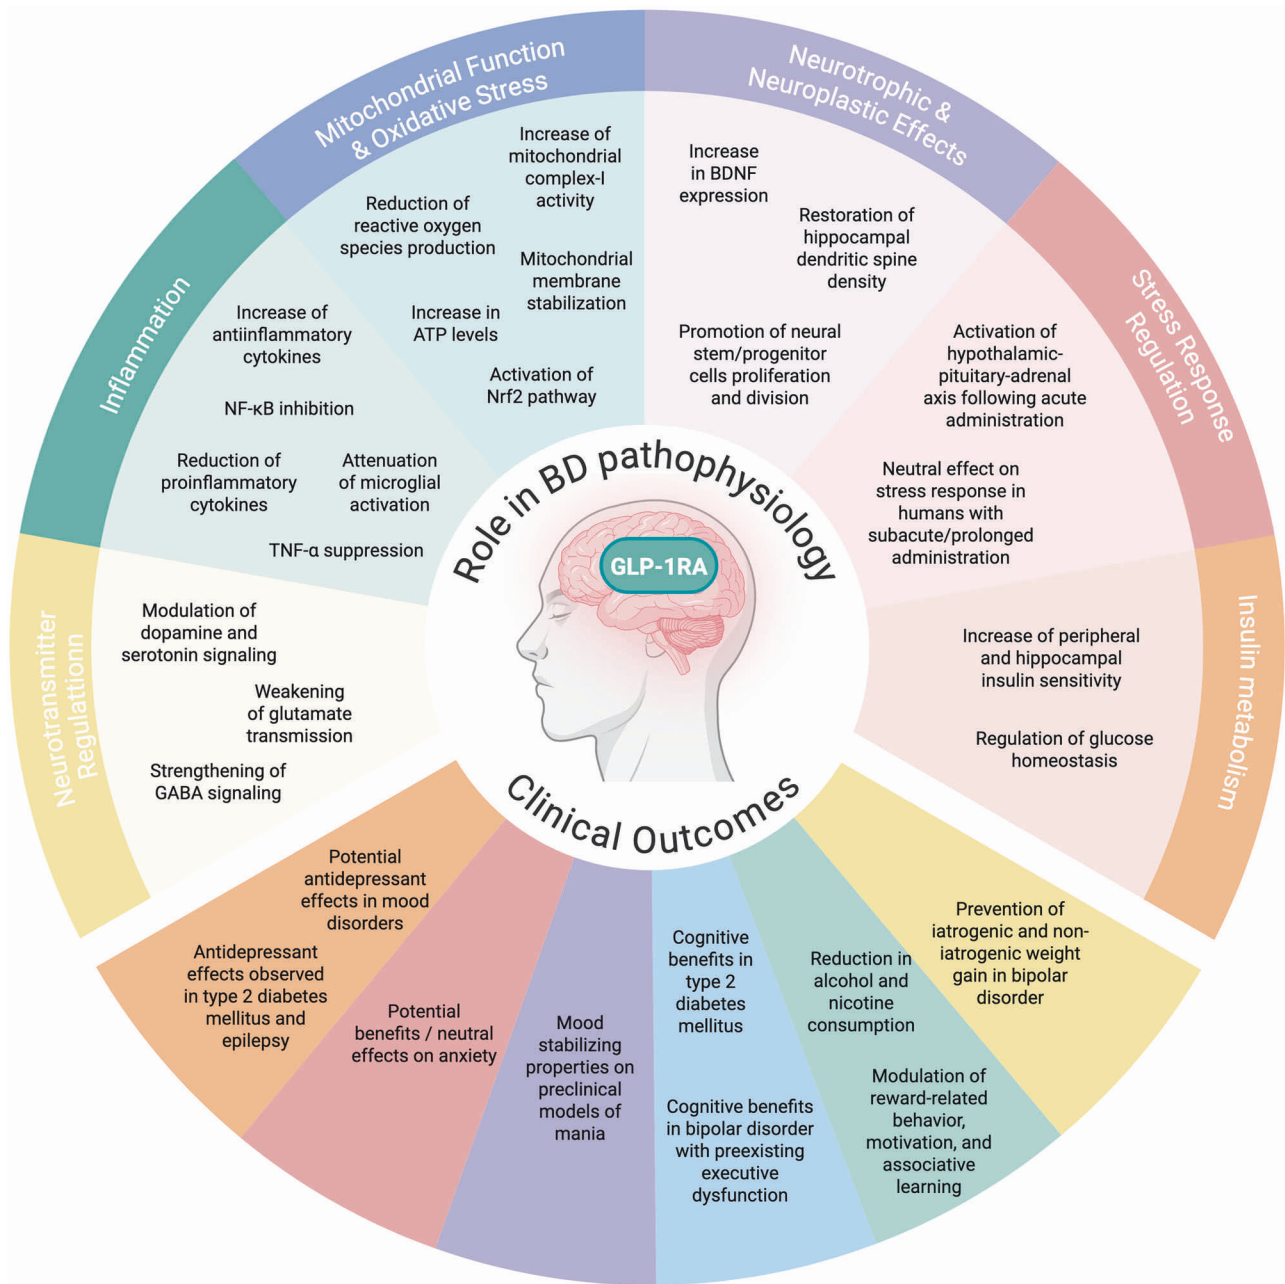 Mitochondrial Function
& Oxidative Stress
Increase of
mitochondrial
complex-I
activity
Reduction of
reactive oxygen
species production
Mitochondrial
membrane
stabilization
Increase in
ATP levels
Activation of
Nrf2 pathway
Neurotrophic &
Neuroplastic Effects
Increase
in BDNF
expression
Restoration of
hippocampal
dendritic spine
density
Promotion of neural
stem/progenitor
cells proliferation
and division
Stress Response
Regulation
Activation of
hypothalamic-
pituitary-adrenal
axis following acute
administration
Neutral effect on
stress response in
humans with
subacute/prolonged
administration
Insulin metabolism
Increase of peripheral
and hippocampal
insulin sensitivity
Regulation of glucose
homeostasis
Inflammation
Increase of
antiinflammatory
cytokines
NF-κB inhibition
Reduction of
proinflammatory
cytokines
Attenuation
of microglial
activation
TNF-α suppression
Neurotransmitter
Regulationn
Modulation of
dopamine and
serotonin signaling
Weakening
of glutamate
transmission
Strengthening of
GABA signaling
Role in BD pathophysiology
GLP-1RA
Clinical Outcomes
Potential
antidepressant
effects in mood
disorders
Antidepressant
effects observed
in type 2 diabetes
mellitus and
epilepsy
Potential
benefits / neutral
effects on anxiety
Mood
stabilizing
properties on
preclinical
models of
mania
Cognitive
benefits in
type 2
diabetes
mellitus
Cognitive benefits
in bipolar disorder
with preexisting
executive
dysfunction
Reduction in
alcohol and
nicotine
consumption
Modulation of
reward-related
behavior,
motivation, and
associative
learning
Prevention of
iatrogenic and non-
iatrogenic weight
gain in bipolar
disorder